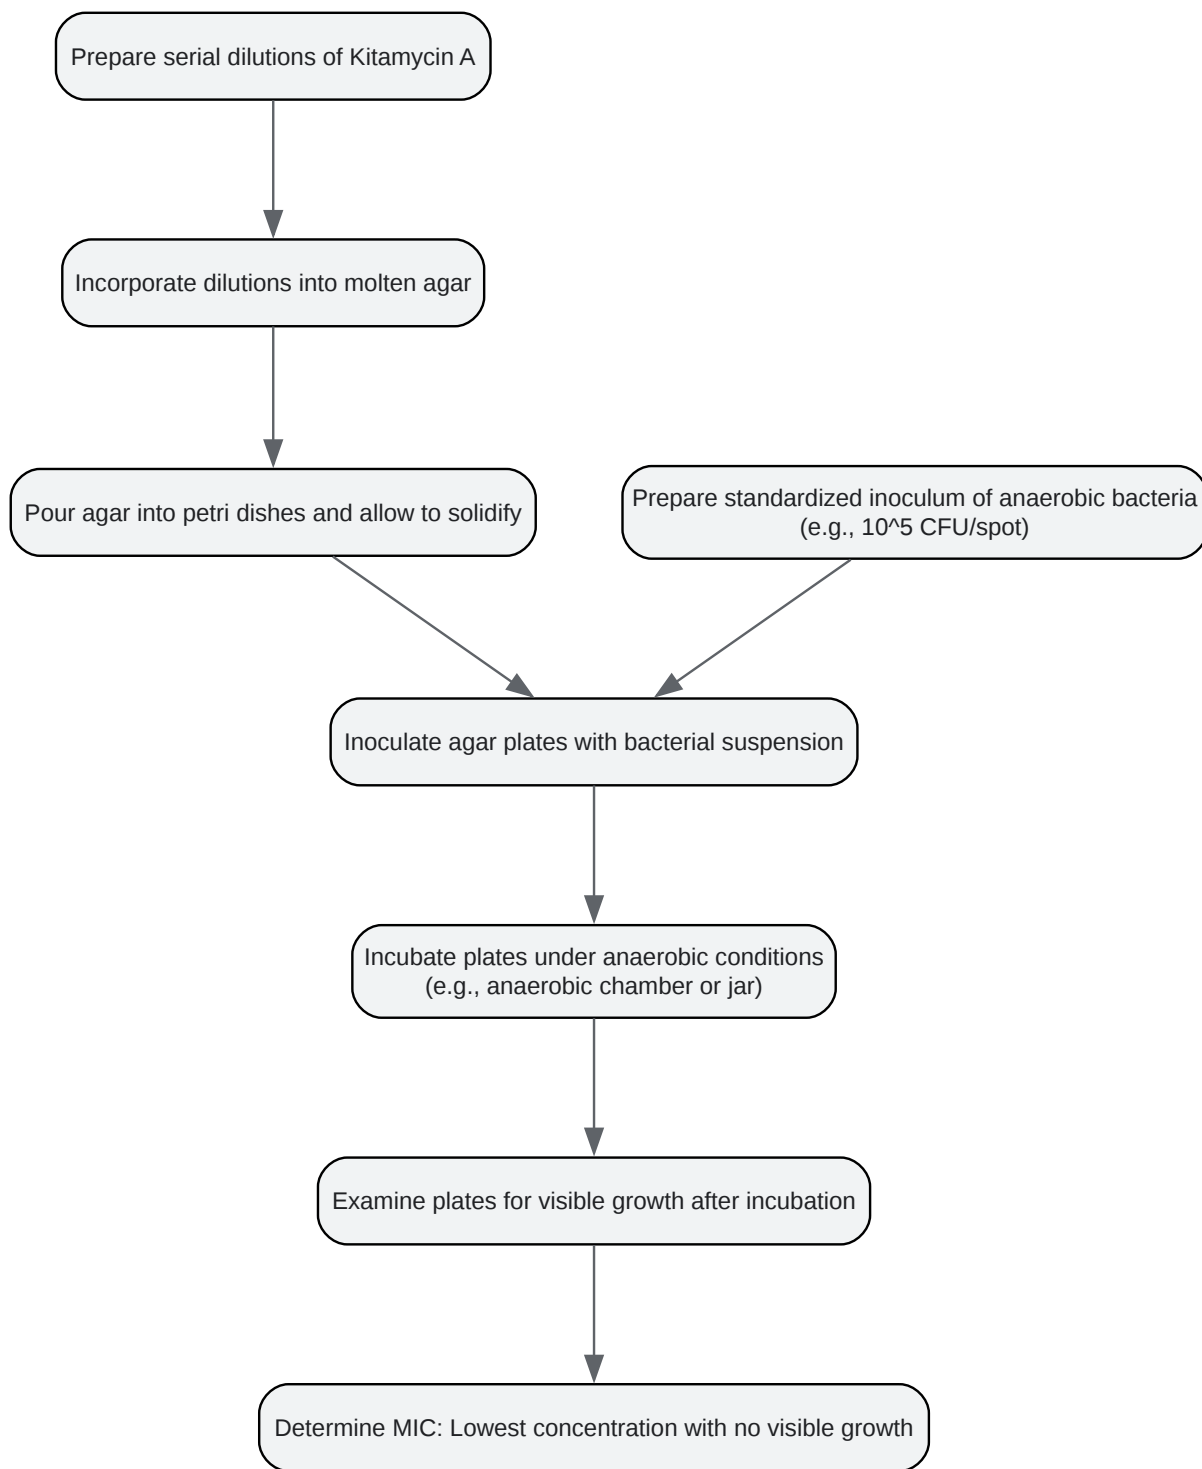 Prepare serial dilutions of Kitamycin A
Incorporate dilutions into molten agar
Pour agar into petri dishes and allow to solidify
Prepare standardized inoculum of anaerobic bacteria
(e.g., 10^5 CFU/spot)
Inoculate agar plates with bacterial suspension
Incubate plates under anaerobic conditions
(e.g., anaerobic chamber or jar)
Examine plates for visible growth after incubation
Determine MIC: Lowest concentration with no visible growth